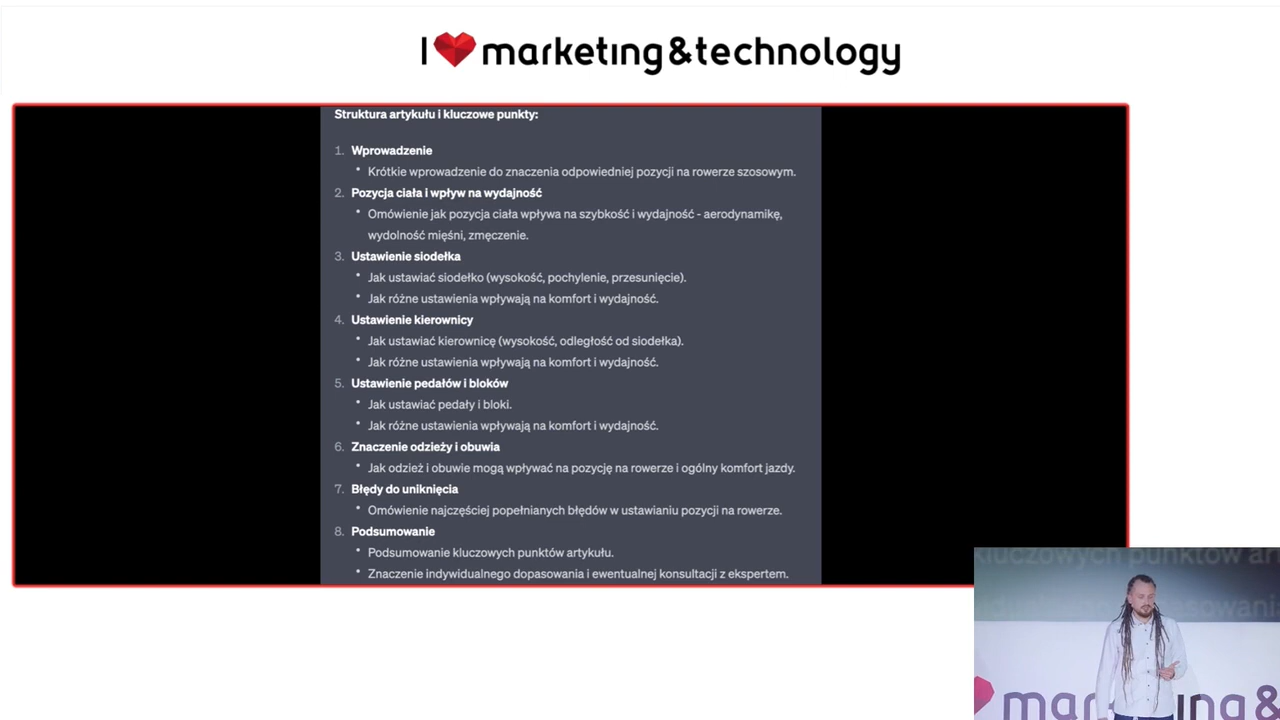 I marketing&technology
Struktura artykułu i kluczowe punkty:
1. Wprowadzenie
• Krótkie wprowadzenie do znaczenia odpowiedniej pozycji na rowerze szosowym.
2. Pozycja ciała i wpływ na wydajność
• Omówienie jak pozycja ciała wpływa na szybkość i wydajność - aerodynamikę,
wydolność mięśni, zmęczenie.
3. Ustawienie siodełka
• Jak ustawiać siodełko (wysokość, pochylenie, przesunięcie).
• Jak różne ustawienia wpływają na komfort i wydajność.
4. Ustawienie kierownicy
• Jak ustawiać kierownicę (wysokość, odległość od siodełka).
• Jak różne ustawienia wpływają na komfort i wydajność.
5. Ustawienie pedałów i bloków
• Jak ustawiać pedały i bloki.
• Jak różne ustawienia wpływają na komfort i wydajność.
6. Znaczenie odzieży i obuwia
• Jak odzież i obuwie mogą wpływać na pozycję na rowerze i ogólny komfort jazdy.
7. Błędy do uniknięcia
• Omówienie najczęściej popełnianych błędów w ustawianiu pozycji na rowerze.
8. Podsumowanie
• Podsumowanie kluczowych punktów artykułu.
• Znaczenie indywidualnego dopasowania i ewentualnej konsultacji z ekspertem.
kluczowych punktów ar